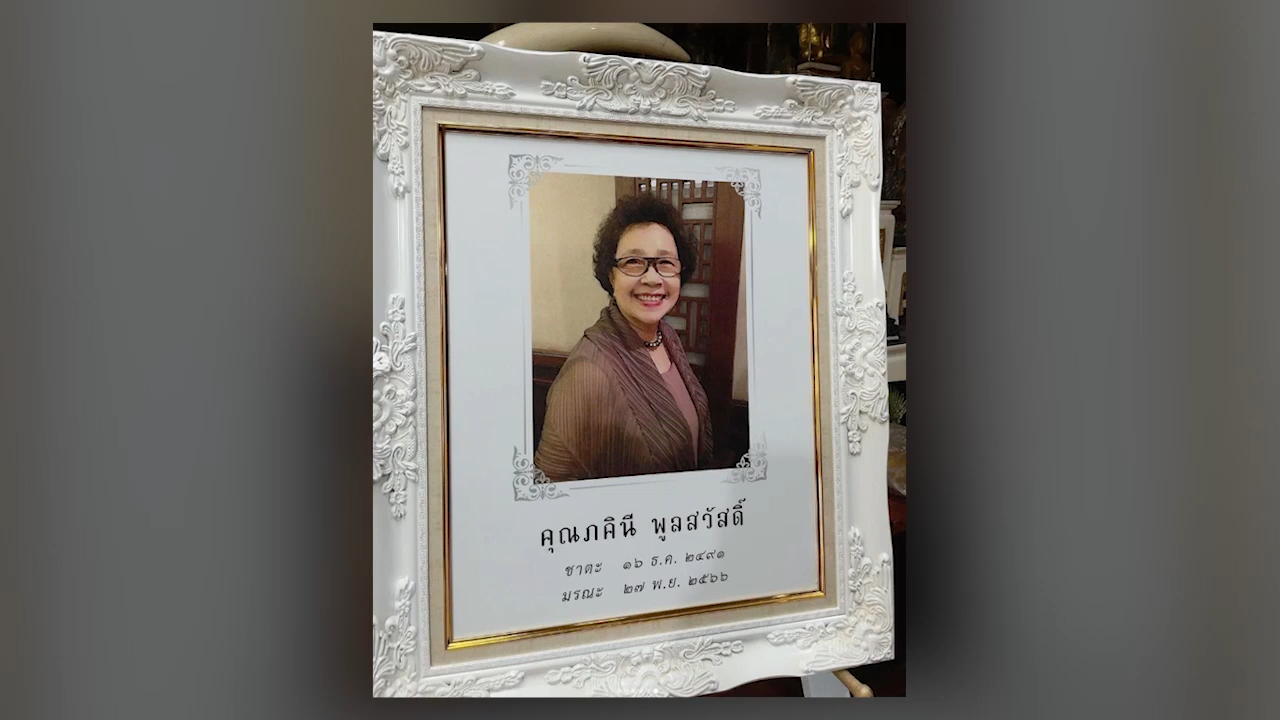 คุณภคินี พูลสวัสดิ์
ชาตะ ๑๖ ธ.ค. ๒๔๙๑
มรณะ ๒๗ พ.ย. ๒๕๖๖